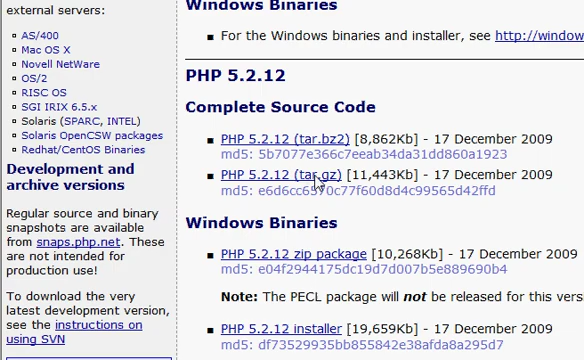 external servers:
AS/400
Mac OS X
Novell NetWare
OS/2
RISC OS
SGI IRIX 6.5.x
Solaris (SPARC, INTEL)
Solaris OpenCSW packages
Redhat/CentOS Binaries
Development and
archive versions
Regular source and binary
snapshots are available
from snaps.php.net. These
are not intended for
production use!
To download the very
latest development version,
see the instructions on
using SVN
Windows Binaries
For the Windows binaries and installer, see http://window
PHP 5.2.12
Complete Source Code
PHP 5.2.12 (tar.bz2) [8,862Kb] - 17 December 2009
md5: 5b7077e366c7eeab34da31dd860a1923
PHP 5.2.12 (tar.gz) [11,443Kb] - 17 December 2009
md5:
Windows Binaries
PHP 5.2.12 zip package [10,268Kb] - 17 December 2009
md5: e04f2944175dc19d7d007b5e889690b4
Note: The PECL package will not be released for this versi
PHP 5.2.12 installer [19,659Kb] - 17 December 2009
md5: df73529935bb855842e38afda8a295d7